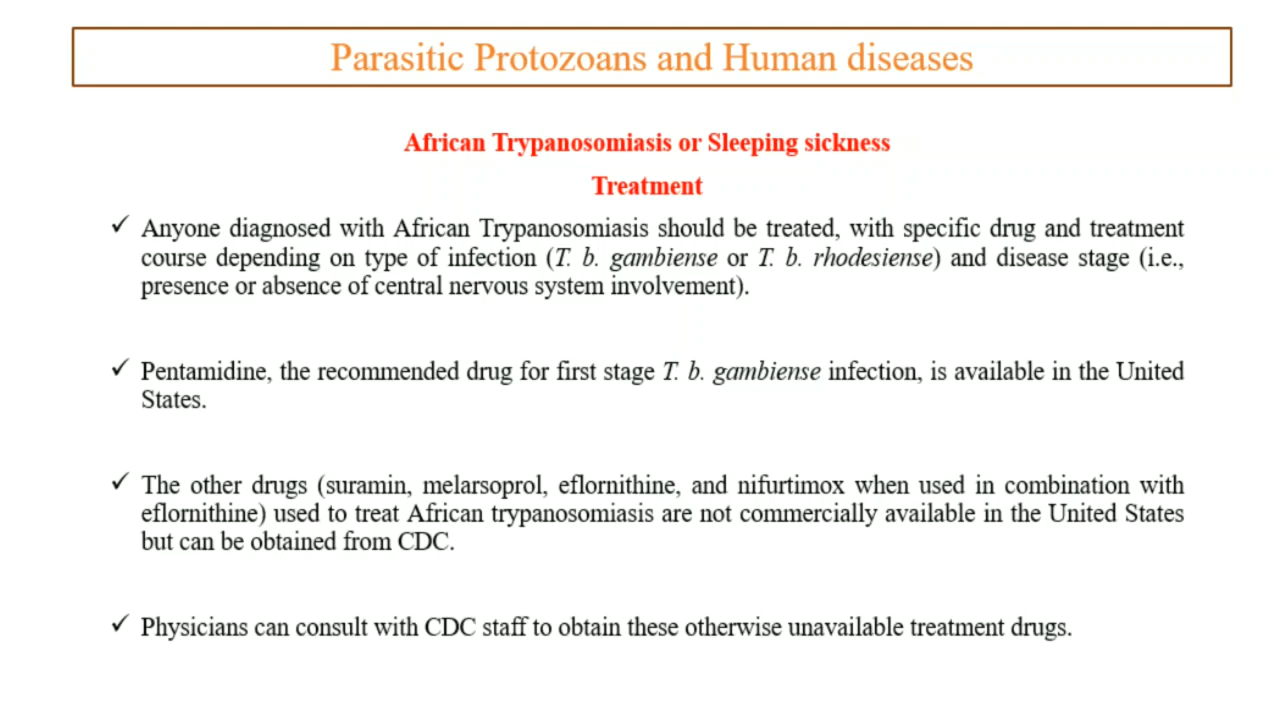 Parasitic Protozoans and Human diseases
African Trypanosomiasis or Sleeping sickness
Treatment
✓ Anyone diagnosed with African Trypanosomiasis should be treated, with specific drug and treatment
course depending on type of infection (T. b. gambiense or T. b. rhodesiense) and disease stage (i.e.,
presence or absence of central nervous system involvement).
✓ Pentamidine, the recommended drug for first stage T. b. gambiense infection, is available in the United
States.
✓ The other drugs (suramin, melarsoprol, eflornithine, and nifurtimox when used in combination with
eflornithine) used to treat African trypanosomiasis are not commercially available in the United States
but can be obtained from CDC.
✓ Physicians can consult with CDC staff to obtain these otherwise unavailable treatment drugs.